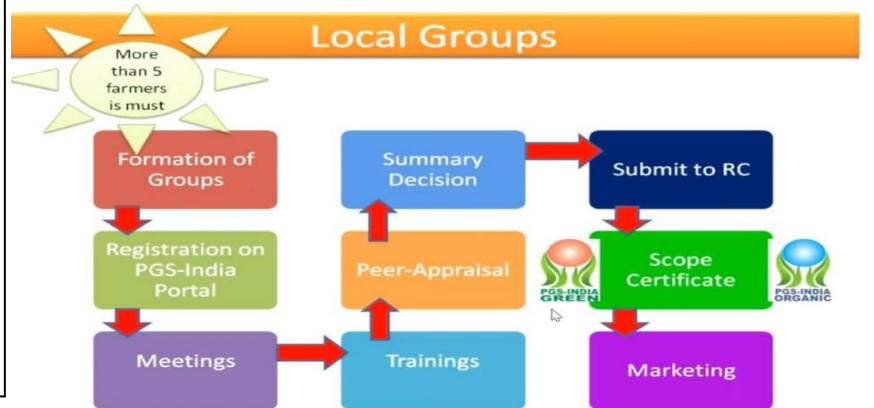 Local Groups
More
than 5
farmers
is must
Formation of
Groups
Registration on
PGS-India
Portal
Meetings
Trainings
Peer-Appraisal
Summary
Decision
Submit to RC
PGS-INDIA
GREEN
Scope
Certificate
PGS-INDIA
ORGANIC
Marketing